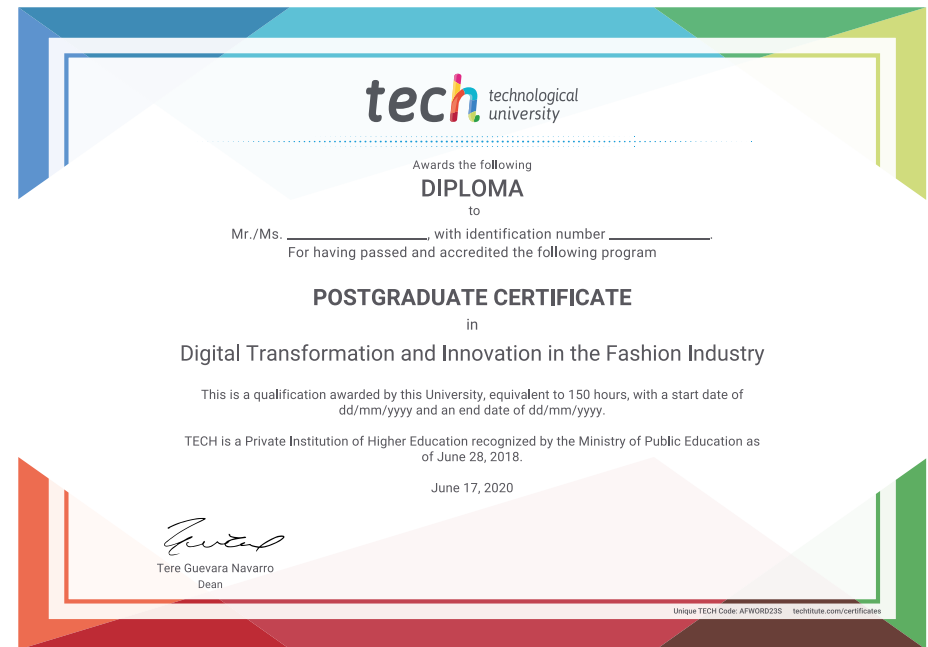 tech technological
university
Awards the following
DIPLOMA
to
Mr./Ms. ____________________, with identification number ______________.
For having passed and accredited the following program
POSTGRADUATE CERTIFICATE
in
Digital Transformation and Innovation in the Fashion Industry
This is a qualification awarded by this University, equivalent to 150 hours, with a start date of
dd/mm/yyyy and an end date of dd/mm/yyyy.
TECH is a Private Institution of Higher Education recognized by the Ministry of Public Education as
of June 28, 2018.
June 17, 2020
Tere Guevara Navarro
Dean
Unique TECH Code: AFWORD23S techtitute.com/certificates